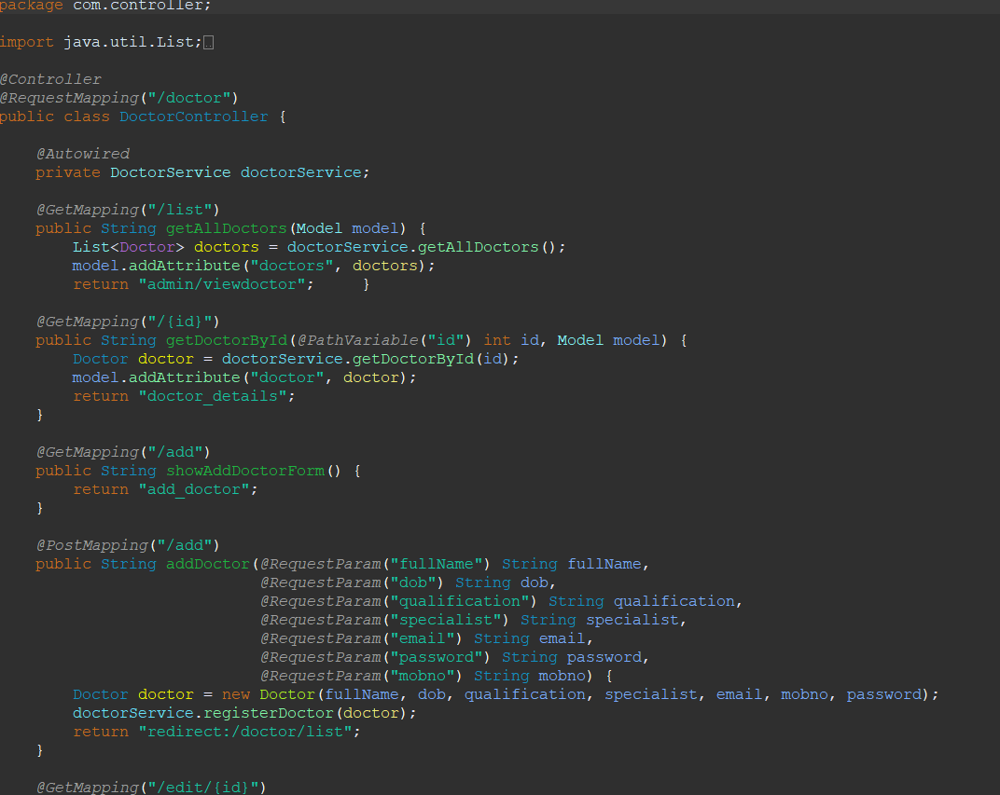 package com.controller;
import java.util.List;
@Controller
@RequestMapping("/doctor")
public class DoctorController {
@Autowired
private DoctorService doctorService;
@GetMapping("/list")
public String getAllDoctors(Model model) {
List<Doctor> doctors = doctorService.getAllDoctors();
model.addAttribute("doctors", doctors);
return "admin/viewdoctor";     }
@GetMapping("/{id}")
public String getDoctorById(@PathVariable("id") int id, Model model) {
Doctor doctor = doctorService.getDoctorById(id);
model.addAttribute("doctor", doctor);
return "doctor_details";
}
@GetMapping("/add")
public String showAddDoctorForm() {
return "add_doctor";
}
@PostMapping("/add")
public String addDoctor(@RequestParam("fullName") String fullName,
@RequestParam("dob") String dob,
@RequestParam("qualification") String qualification,
@RequestParam("specialist") String specialist,
@RequestParam("email") String email,
@RequestParam("password") String password,
@RequestParam("mobno") String mobno) {
Doctor doctor = new Doctor(fullName, dob, qualification, specialist, email, mobno, password);
doctorService.registerDoctor(doctor);
return "redirect:/doctor/list";
}
@GetMapping("/edit/{id}")